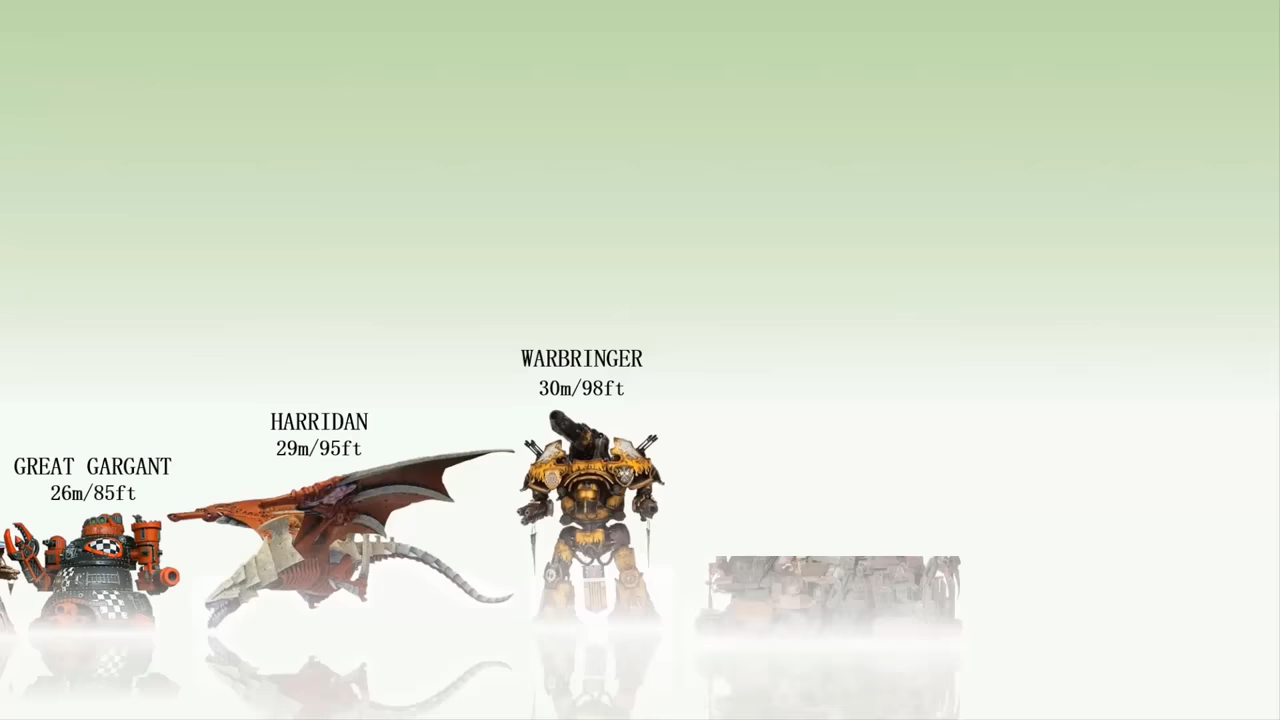 GREAT GARGANT
26m/85ft
HARRIDAN
29m/95ft
WARBRINGER
30m/98ft